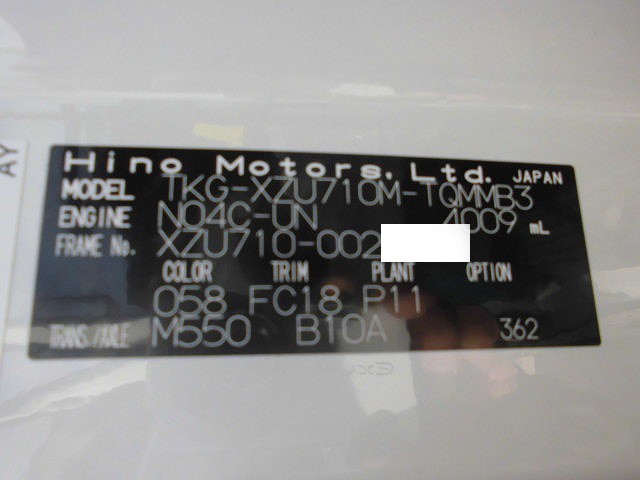 AY
Hino Motors, Ltd. JAPAN
MODEL TKG-XZU710M-TQMMB3
ENGINE N04C-UN 4009 mL
FRAME No. XZU710-002
COLOR TRIM PLANT OPTION
058 FC18 P11
TRANS./AXLE M550 B10A 362